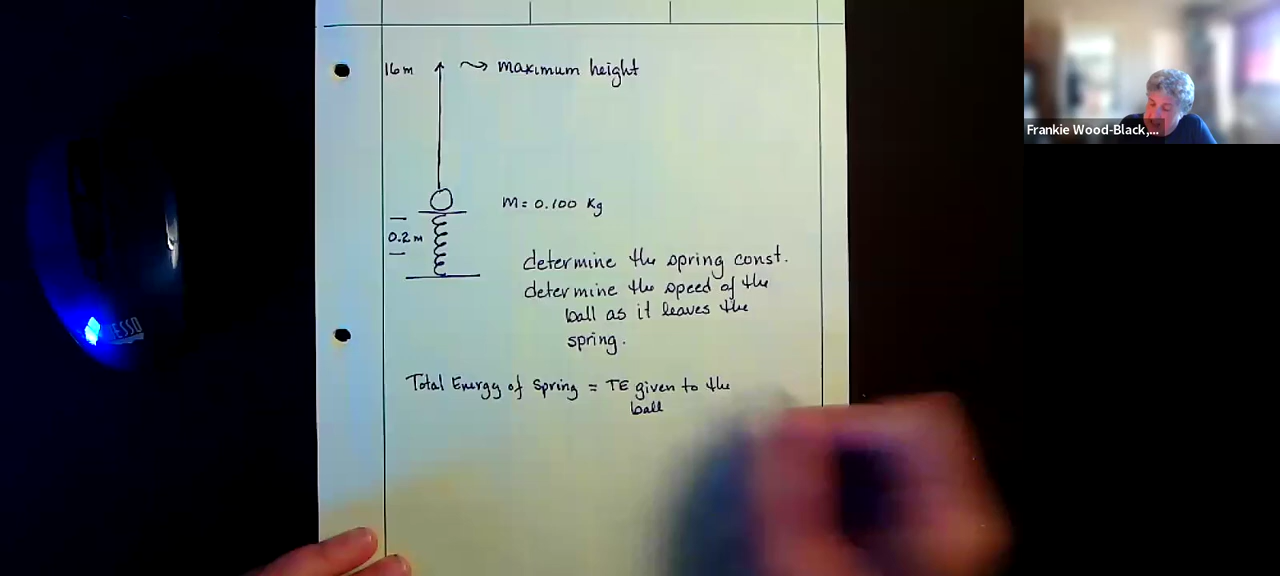 16m ~> maximum height
m = 0.100 Kg
0.2 m
determine the spring const.
determine the speed of the
ball as it leaves the
spring.
Total Energy of Spring = TE given to the
ball
Frankie Wood-Black,...